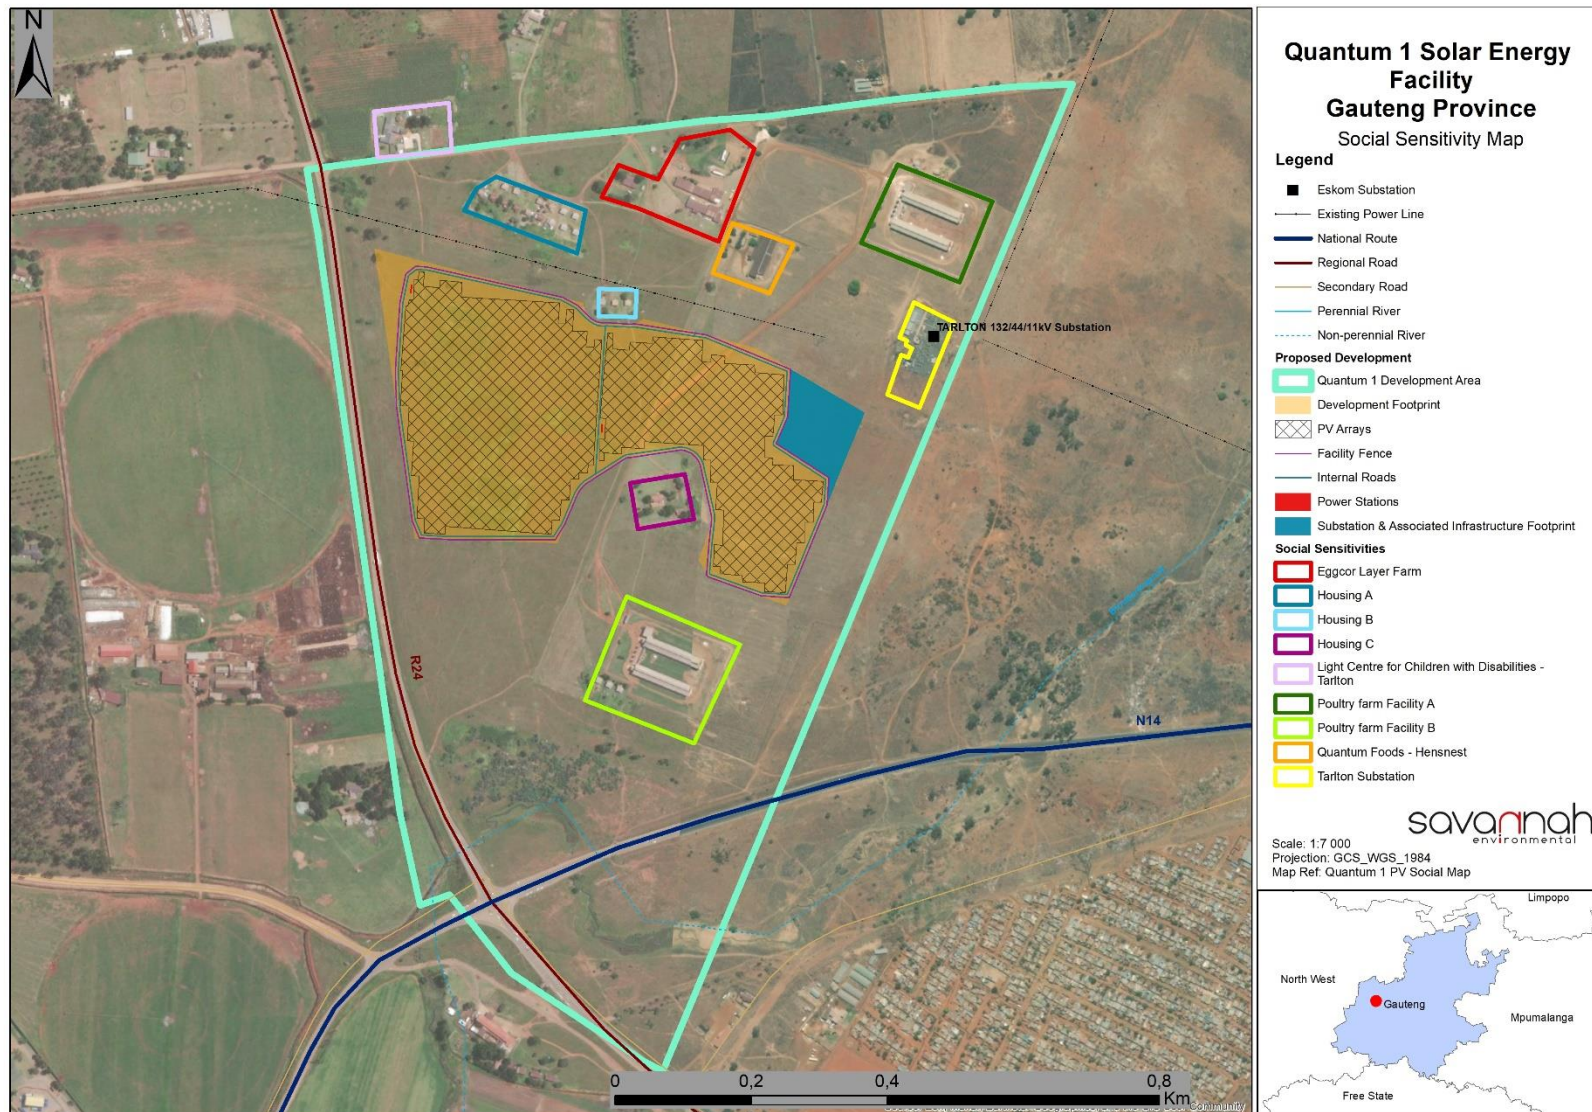 N
TARLTON 132/44/11kV Substation
R24
N14
0
0,2
0,4
0,8
Km
Community
Quantum 1 Solar Energy
Facility
Gauteng Province
Social Sensitivity Map
Legend
Eskom Substation
Existing Power Line
National Route
Regional Road
Secondary Road
Perennial River
Non-perennial River
Proposed Development
Quantum 1 Development Area
Development Footprint
PV Arrays
Facility Fence
Internal Roads
Power Stations
Substation & Associated Infrastructure Footprint
Social Sensitivities
Eggcor Layer Farm
Housing A
Housing B
Housing C
Light Centre for Children with Disabilities -
Tarlton
Poultry farm Facility A
Poultry farm Facility B
Quantum Foods - Hensnest
Tarlton Substation
savannah
environmental
Scale: 1:7 000
Projection: GCS_WGS_1984
Map Ref: Quantum 1 PV Social Map
Limpopo
North West
Gauteng
Mpumalanga
Free State